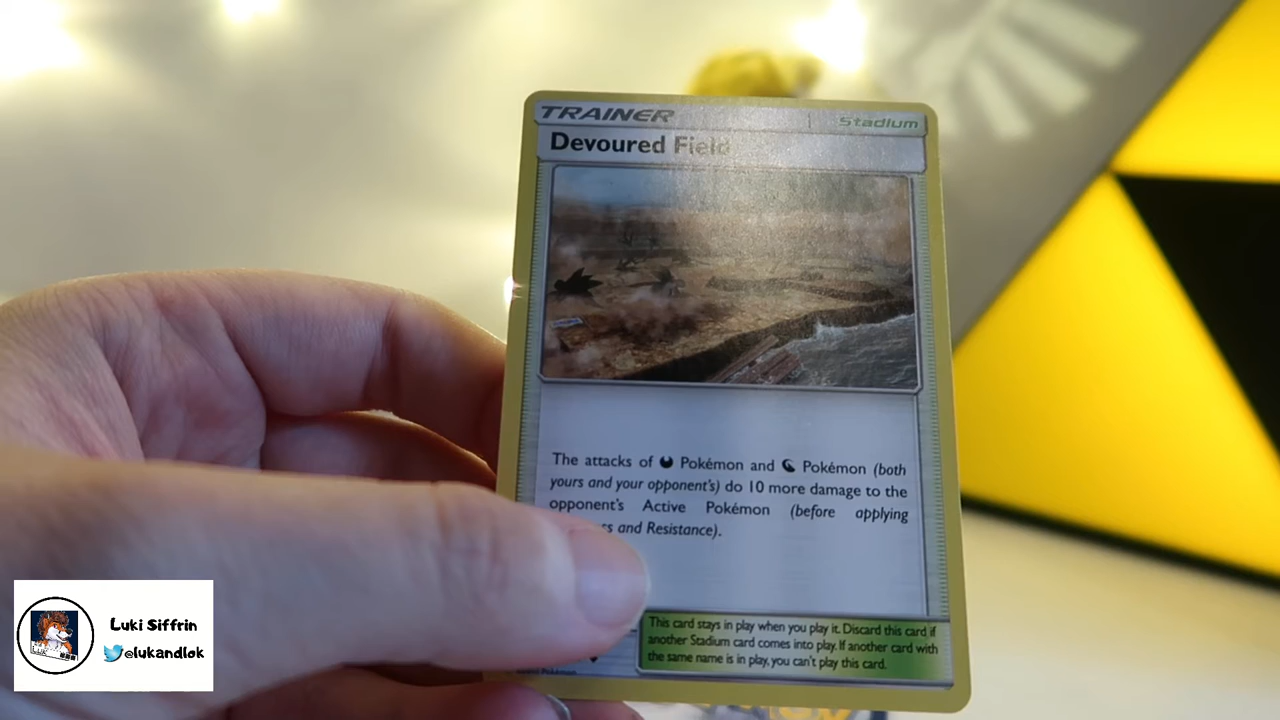 TRAINER
Stadium
Devoured Field
The attacks of Pokémon and Pokémon (both
yours and your opponent's) do 10 more damage to the
opponent's Active Pokémon (before applying
and Resistance).
This card stays in play when you play it. Discard this card if
another Stadium card comes into play. If another card with
the same name is in play, you can't play this card.
Luki Siffrin
@lukandlok